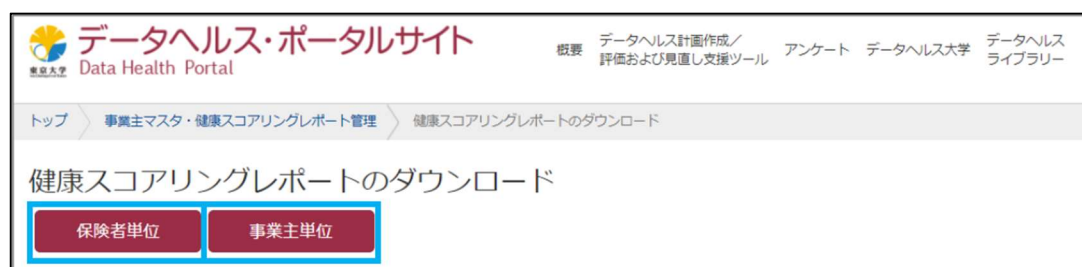 データヘルス・ポータルサイト
東京大学 Data Health Portal
概要
データヘルス計画作成／
評価および見直し支援ツール
アンケート
データヘルス大学
データヘルス
ライブラリー
トップ 事業主マスタ・健康スコアリングレポート管理 健康スコアリングレポートのダウンロード
健康スコアリングレポートのダウンロード
保険者単位 事業主単位